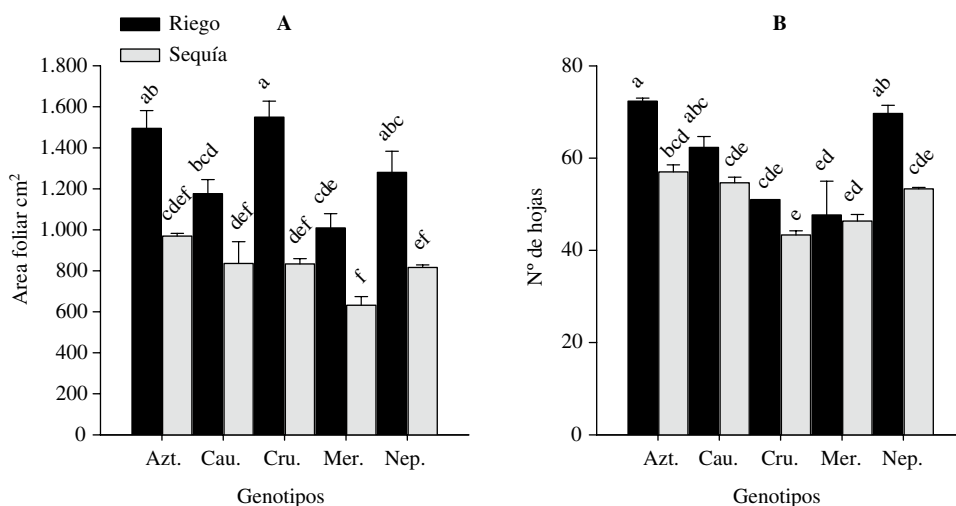 Riego
Sequía
A
Area foliar cm²
1.800
1.600
1.400
1.200
1.000
800
600
400
200
0
ab
cdef
bcd
def
a
def
cde
f
abc
ef
Azt. Cau. Cru. Mer. Nep.
Genotipos
B
Nº de hojas
80
60
40
20
0
a
bcd
abc
cde
cde
e
ed
ed
ab
cde
Azt. Cau. Cru. Mer. Nep.
Genotipos